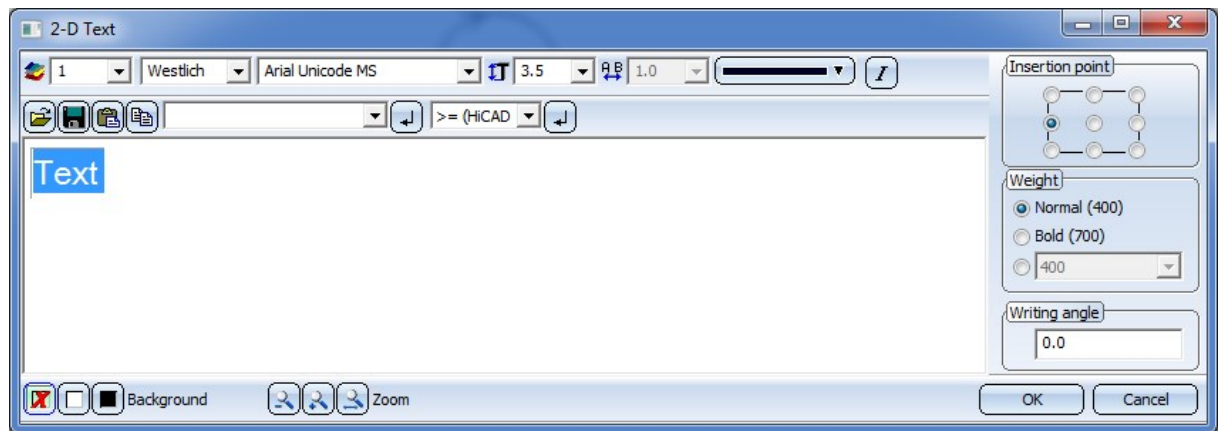 2-D Text
1 Westlich Arial Unicode MS T 3.5 AB 1.0 I
>= (HiCAD
Text
Insertion point
Weight
Normal (400)
Bold (700)
400
Writing angle
0.0
Background Zoom OK Cancel